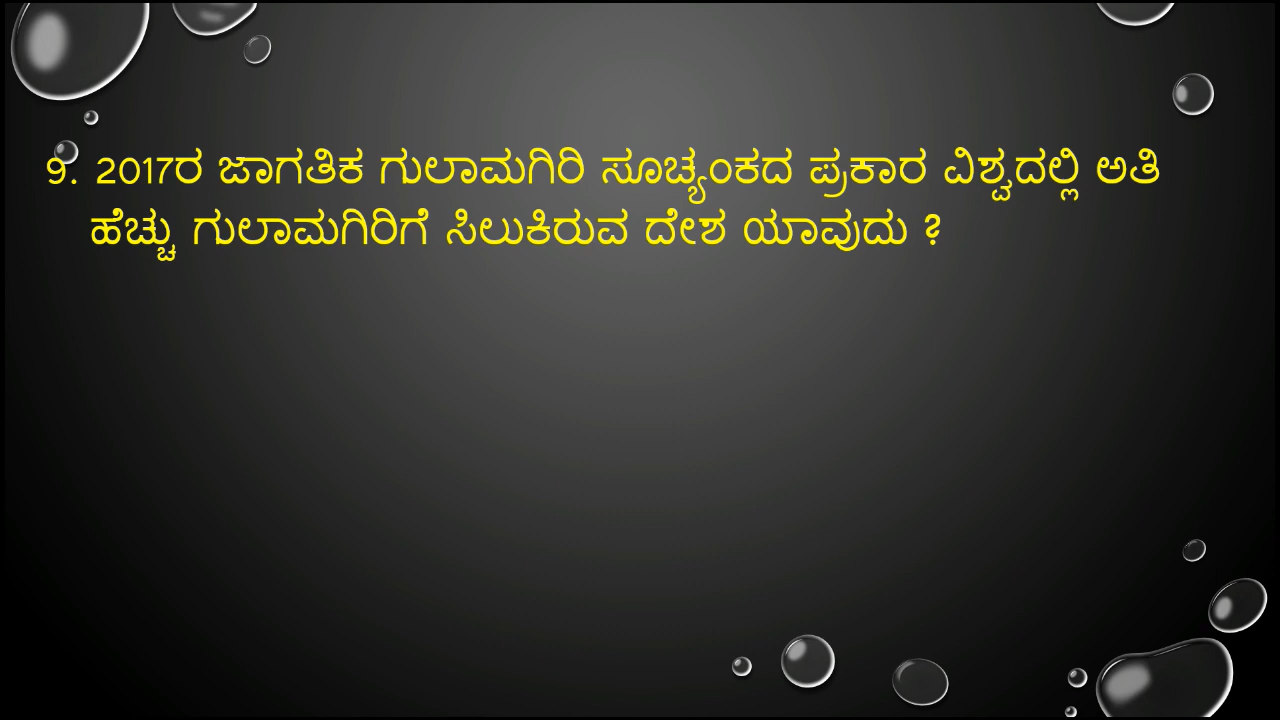 9. 2017ರ ಜಾಗತಿಕ ಗುಲಾಮಗಿರಿ ಸೂಚ್ಯಂಕದ ಪ್ರಕಾರ ವಿಶ್ವದಲ್ಲಿ ಅತಿ
ಹೆಚ್ಚು ಗುಲಾಮಗಿರಿಗೆ ಸಿಲುಕಿರುವ ದೇಶ ಯಾವುದು ?